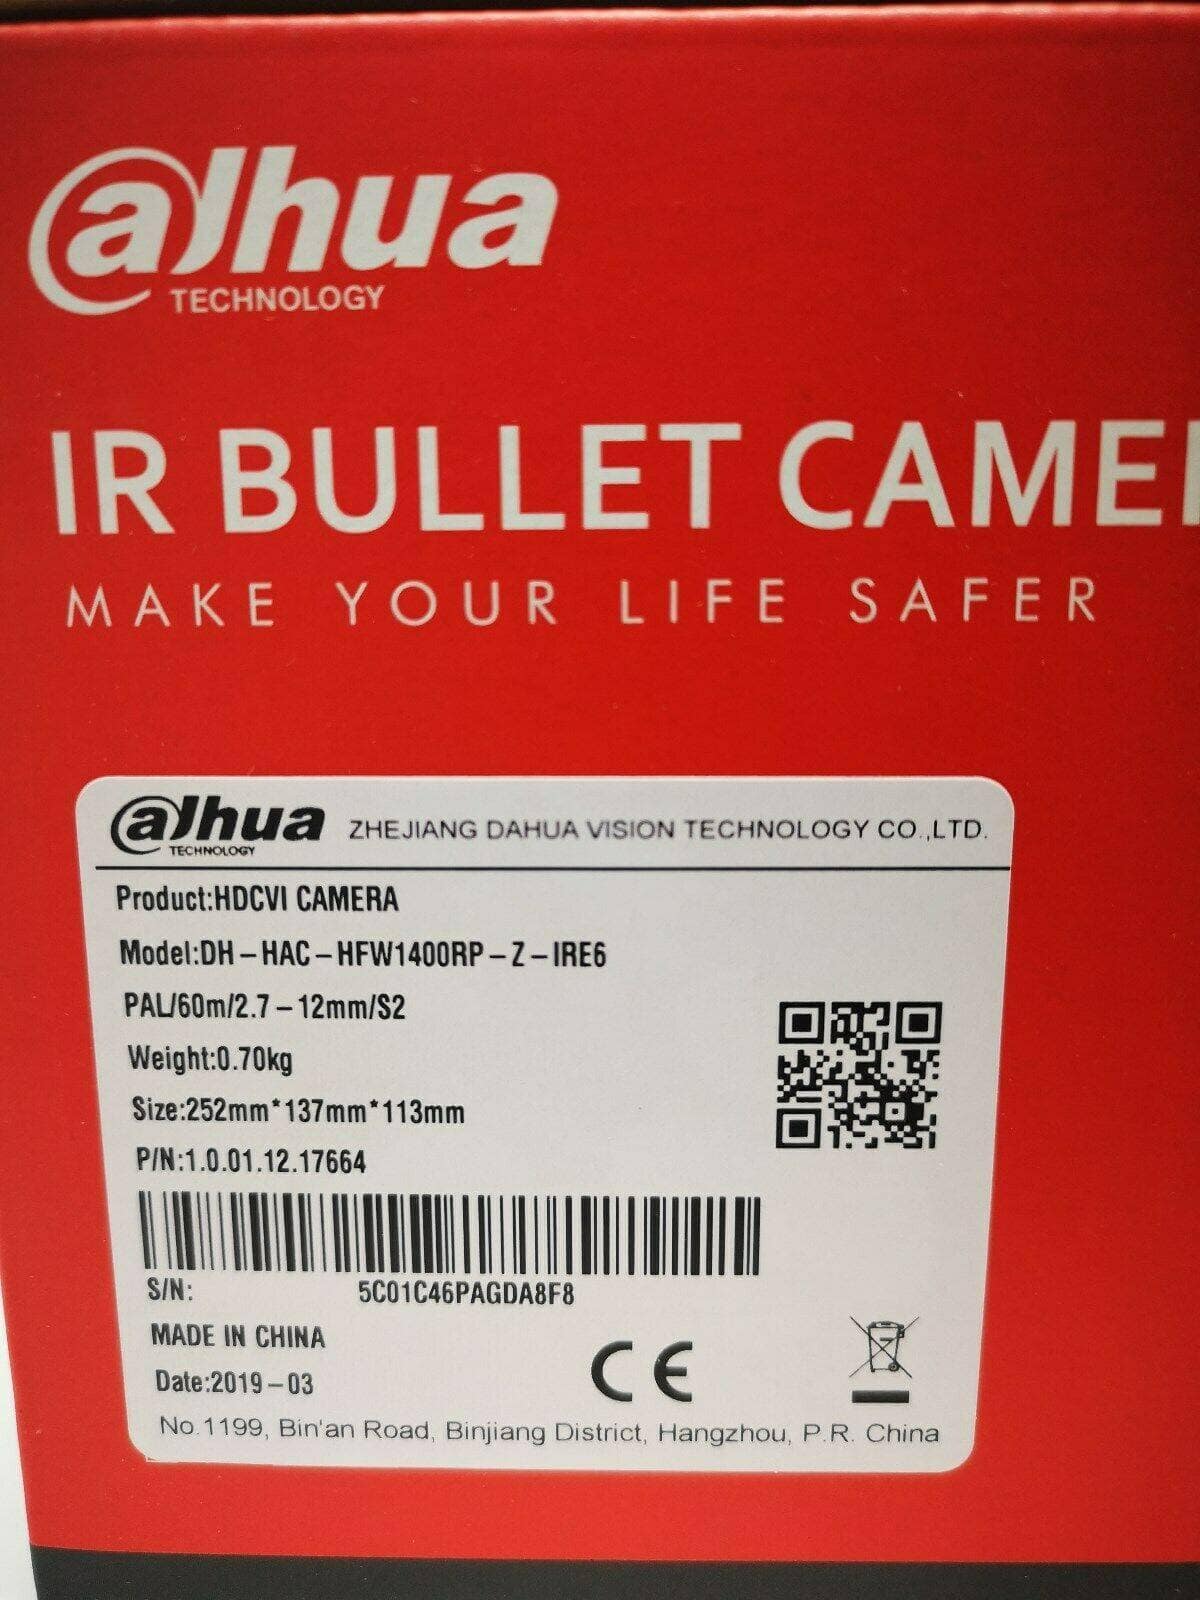 alhua
TECHNOLOGY
IR BULLET CAME
MAKE YOUR LIFE SAFER
alhua
TECHNOLOGY
ZHEJIANG DAHUA VISION TECHNOLOGY CO.,LTD.
Product:HDCVI CAMERA
Model:DH-HAC-HFW1400RP-Z-IRE6
PAL/60m/2.7-12mm/S2
Weight:0.70kg
Size:252mm*137mm*113mm
P/N:1.0.01.12.17664
S/N: 5C01C46PAGDA8F8
MADE IN CHINA
Date:2019-03
CE
No.1199, Bin'an Road, Binjiang District, Hangzhou, P.R. China